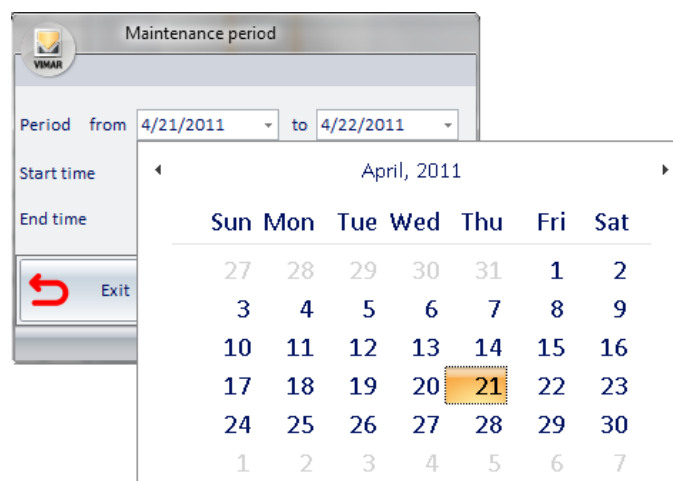 Maintenance period
VIMAR
Period from 4/21/2011 to 4/22/2011
Start time
April, 2011
End time
Sun Mon Tue Wed Thu Fri Sat
27 28 29 30 31 1 2
Exit
3 4 5 6 7 8 9
10 11 12 13 14 15 16
17 18 19 20 21 22 23
24 25 26 27 28 29 30
1 2 3 4 5 6 7